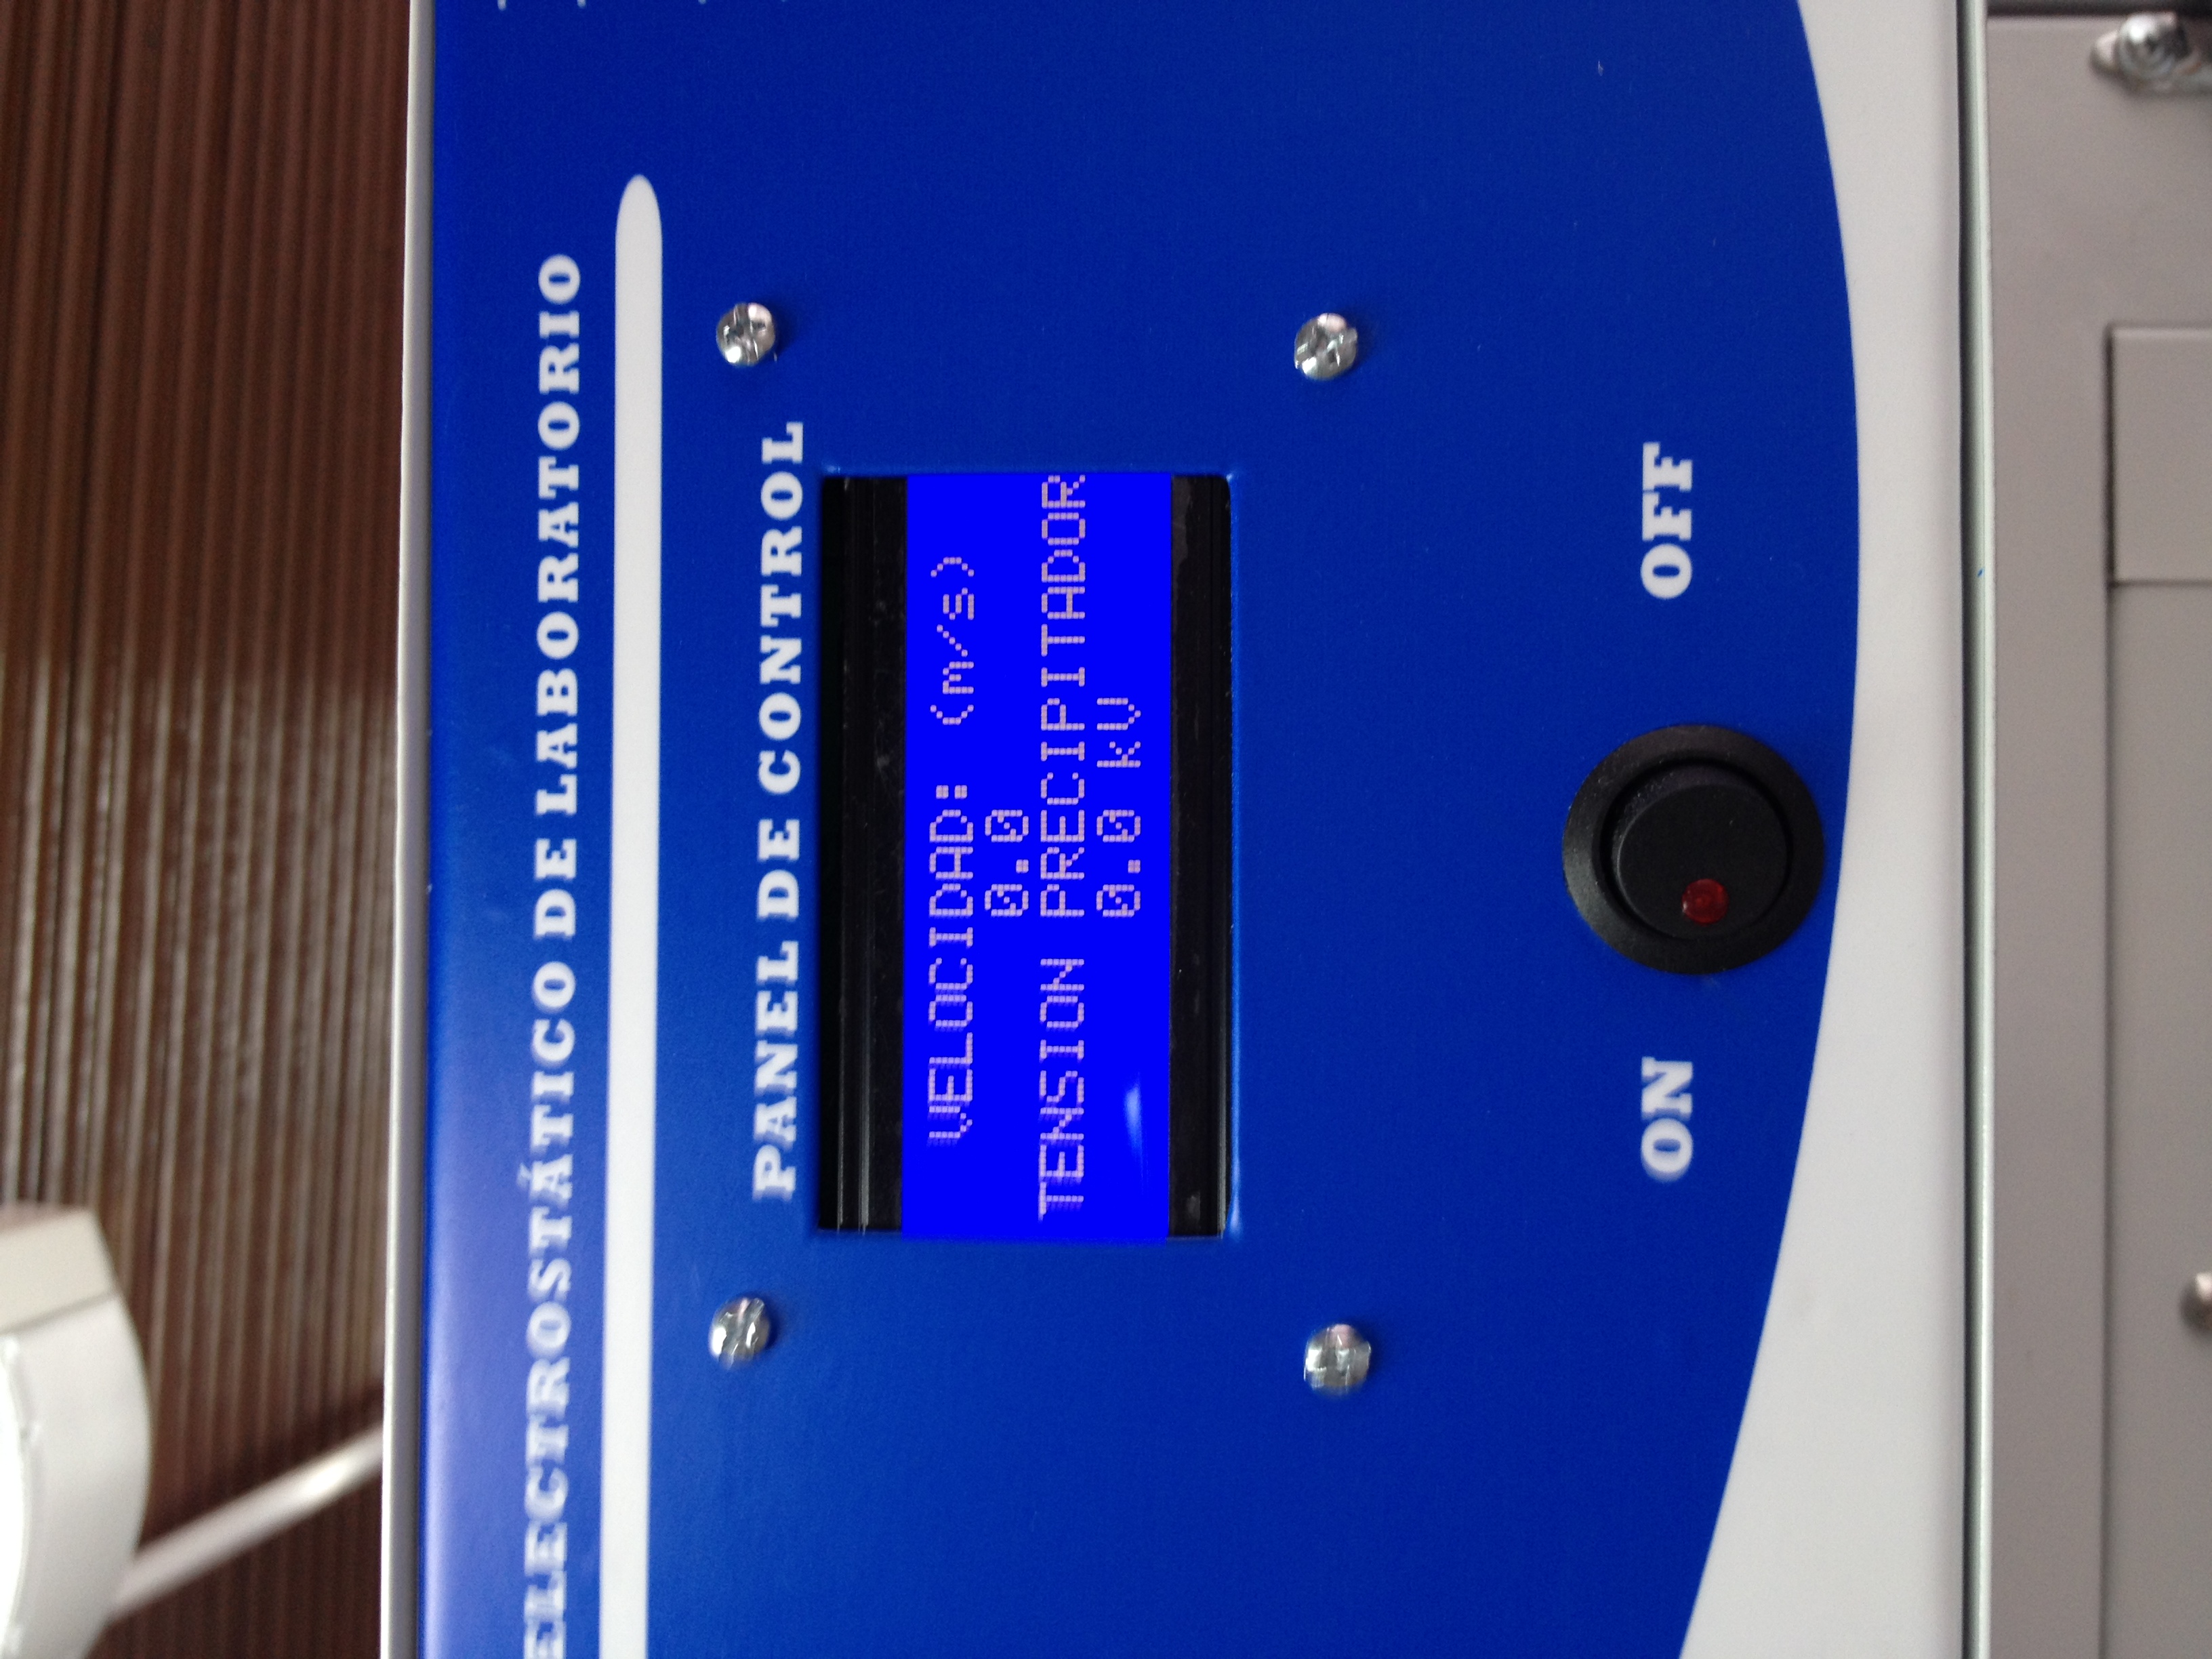 ELECTROSTÁTICO DE LABORATORIO
PANEL DE CONTROL
VELOCIDAD: (m/s)
0.0
TENSION PRECIPITADOR
0.0 kV
ON OFF